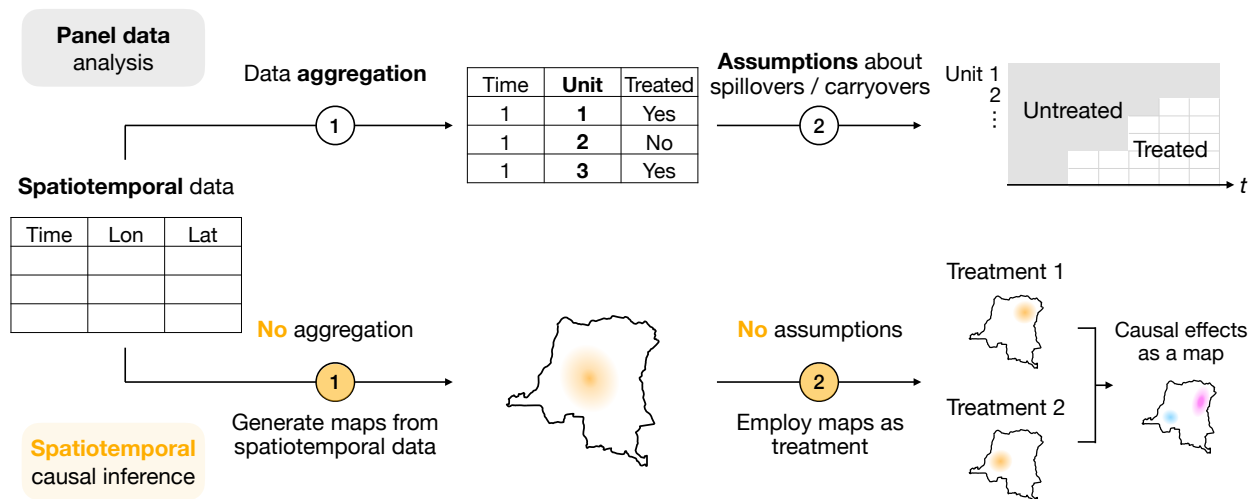 Panel data
analysis
Data aggregation
1
Time Unit Treated
1 1 Yes
1 2 No
1 3 Yes
Assumptions about
spillovers / carryovers
2
Unit 1
2
⋮
Untreated
Treated
t
Spatiotemporal data
Time Lon Lat
No aggregation
1
Generate maps from
spatiotemporal data
No assumptions
2
Employ maps as
treatment
Treatment 1
Treatment 2
Causal effects
as a map
Spatiotemporal
causal inference